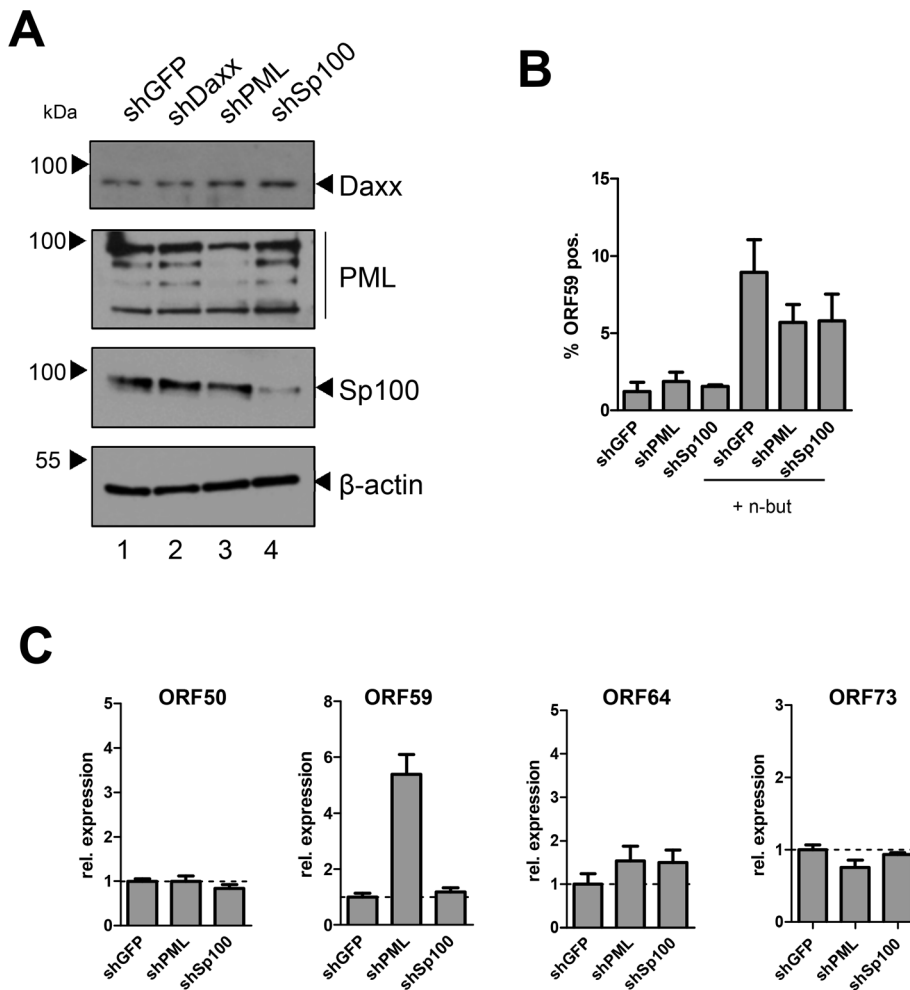 A
shGFP
shDaxx
shPML
shSp100
kDa
100
Daxx
100
PML
100
Sp100
55
β-actin
1 2 3 4
B
% ORF59 pos.
15
10
5
0
shGFP
shPML
shSp100
shGFP
shPML
shSp100
+ n-but
C
ORF50
rel. expression
5
4
3
2
1
0
shGFP
shPML
shSp100
ORF59
rel. expression
8
6
4
2
0
shGFP
shPML
shSp100
ORF64
rel. expression
5
4
3
2
1
0
shGFP
shPML
shSp100
ORF73
rel. expression
3
2
1
0
shGFP
shPML
shSp100